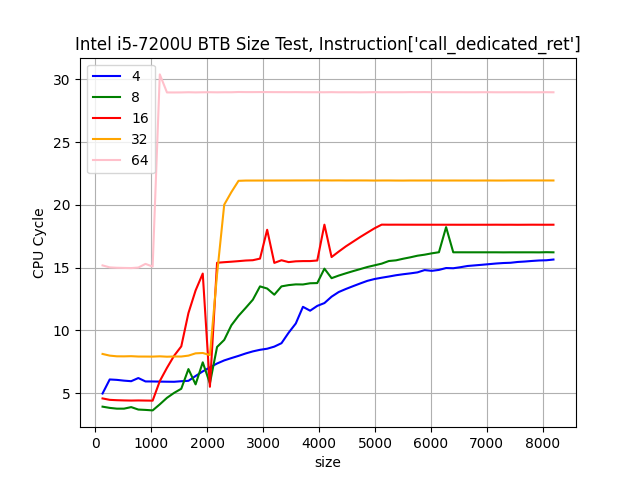 Intel i5-7200U BTB Size Test, Instruction['call_dedicated_ret']
4
8
16
32
64
30
25
20
15
10
5
CPU Cycle
0 1000 2000 3000 4000 5000 6000 7000 8000
size